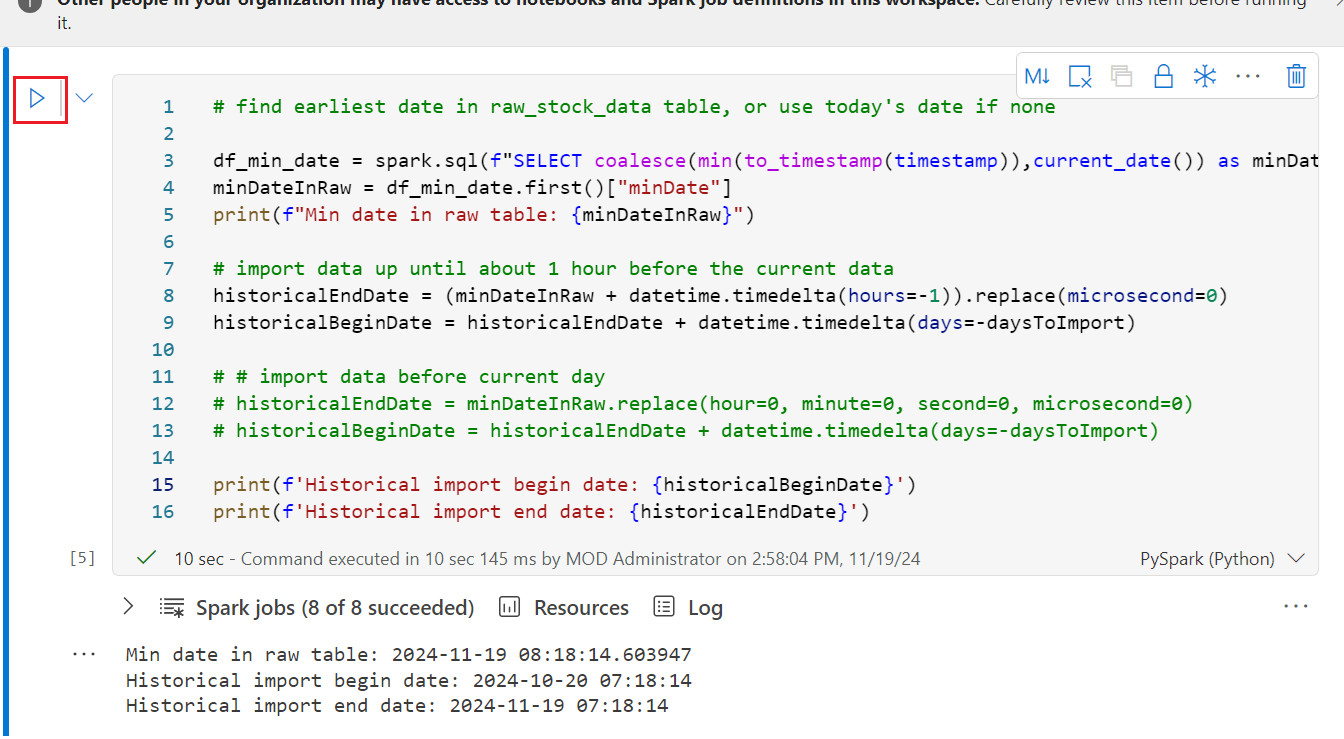 Other people in your organization may have access to notebooks and Spark job definitions in this workspace. Carefully review this item before running
it.
M↓
1 # find earliest date in raw_stock_data table, or use today's date if none
2
3 df_min_date = spark.sql(f"SELECT coalesce(min(to_timestamp(timestamp)),current_date()) as minDat
4 minDateInRaw = df_min_date.first()["minDate"]
5 print(f"Min date in raw table: {minDateInRaw}")
6
7 # import data up until about 1 hour before the current data
8 historicalEndDate = (minDateInRaw + datetime.timedelta(hours=-1)).replace(microsecond=0)
9 historicalBeginDate = historicalEndDate + datetime.timedelta(days=-daysToImport)
10
11 # # import data before current day
12 # historicalEndDate = minDateInRaw.replace(hour=0, minute=0, second=0, microsecond=0)
13 # historicalBeginDate = historicalEndDate + datetime.timedelta(days=-daysToImport)
14
15 print(f'Historical import begin date: {historicalBeginDate}')
16 print(f'Historical import end date: {historicalEndDate}')
[5] 10 sec - Command executed in 10 sec 145 ms by MOD Administrator on 2:58:04 PM, 11/19/24 PySpark (Python)
Spark jobs (8 of 8 succeeded) Resources Log
Min date in raw table: 2024-11-19 08:18:14.603947
Historical import begin date: 2024-10-20 07:18:14
Historical import end date: 2024-11-19 07:18:14